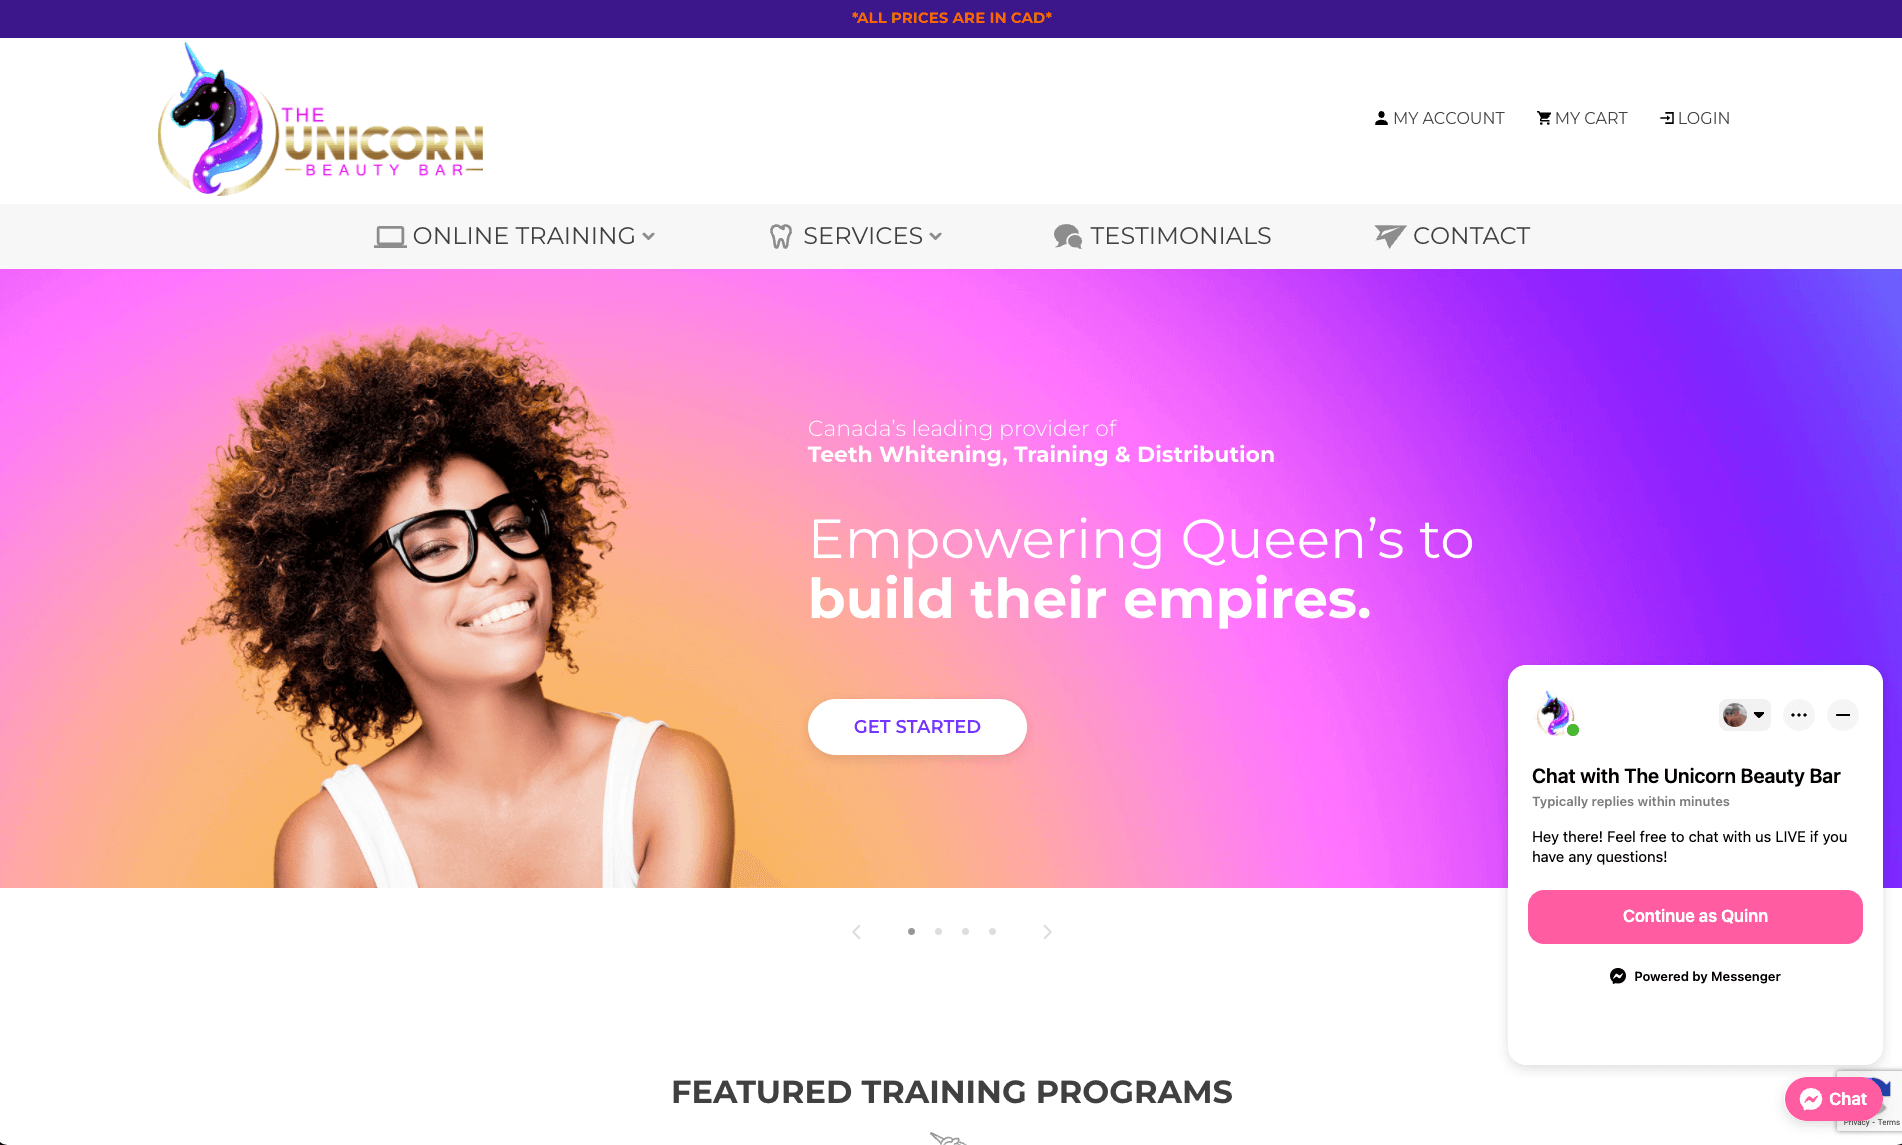 *ALL PRICES ARE IN CAD*
THE
UNICORN
BEAUTY BAR
MY ACCOUNT
MY CART
LOGIN
ONLINE TRAINING
SERVICES
TESTIMONIALS
CONTACT
Canada's leading provider of
Teeth Whitening, Training & Distribution
Empowering Queen's to
build their empires.
GET STARTED
Chat with The Unicorn Beauty Bar
Typically replies within minutes
Hey there! Feel free to chat with us LIVE if you
have any questions!
Continue as Quinn
Powered by Messenger
FEATURED TRAINING PROGRAMS
Chat
Privacy - Terms